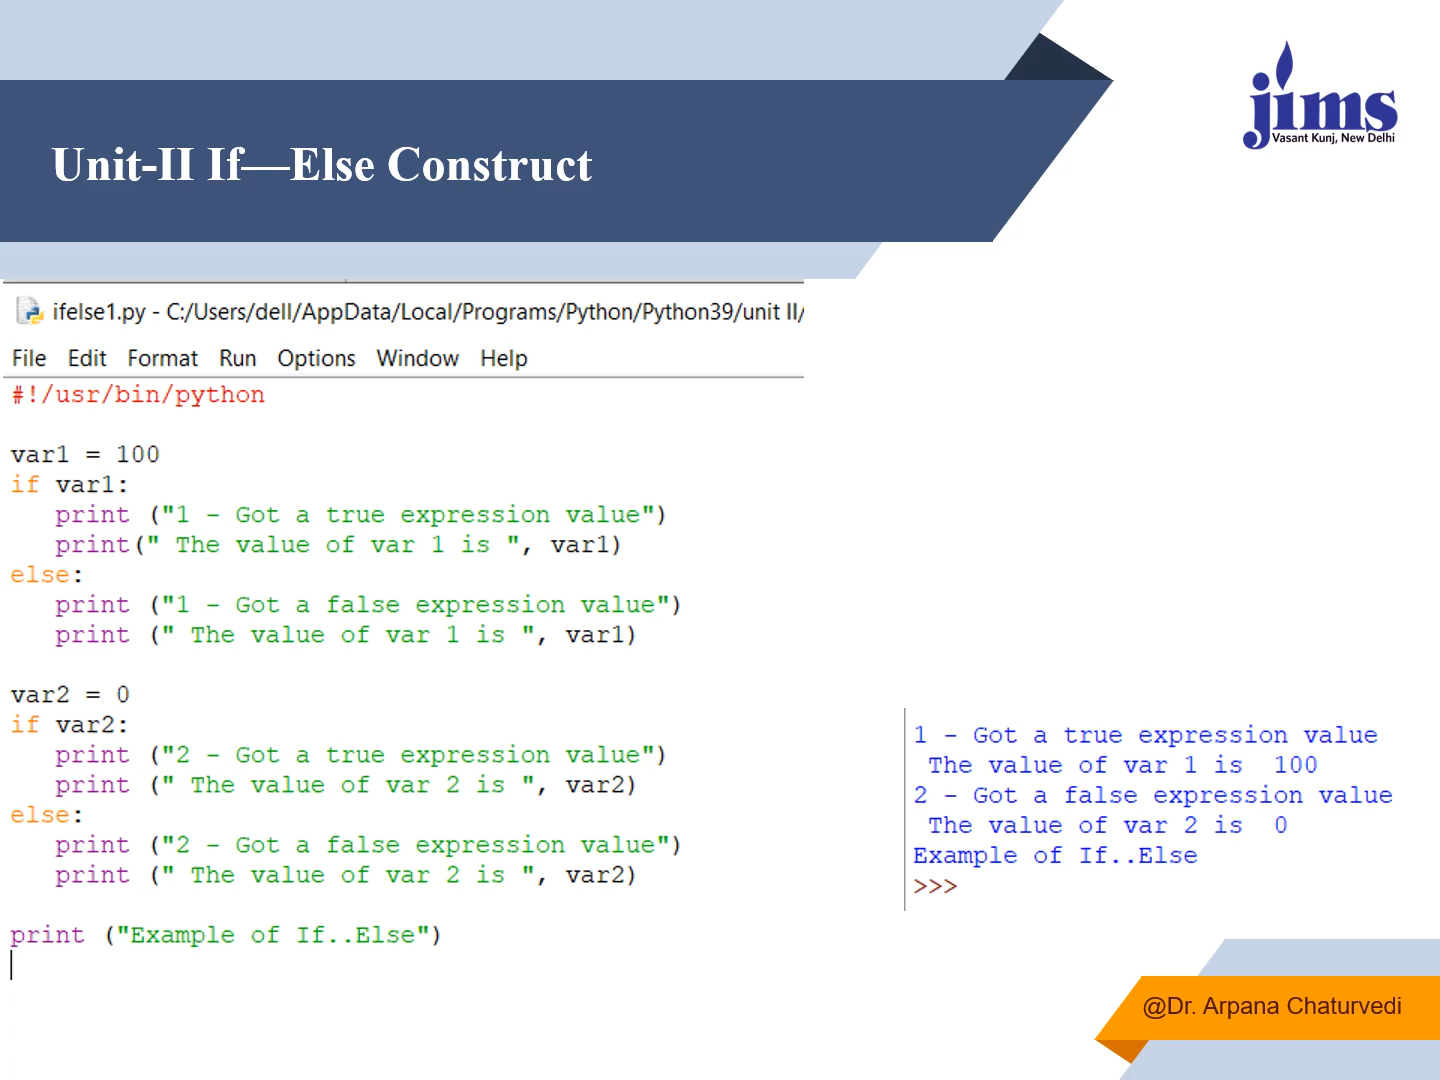 jims
Vasant Kunj, New Delhi
Unit-II If—Else Construct
ifelse1.py - C:/Users/dell/AppData/Local/Programs/Python/Python39/unit II/
File Edit Format Run Options Window Help
#!/usr/bin/python
var1 = 100
if var1:
   print ("1 - Got a true expression value")
   print(" The value of var 1 is ", var1)
else:
   print ("1 - Got a false expression value")
   print (" The value of var 1 is ", var1)
var2 = 0
if var2:
   print ("2 - Got a true expression value")
   print (" The value of var 2 is ", var2)
else:
   print ("2 - Got a false expression value")
   print (" The value of var 2 is ", var2)
print ("Example of If..Else")
1 - Got a true expression value
 The value of var 1 is  100
2 - Got a false expression value
 The value of var 2 is  0
Example of If..Else
>>>
@Dr. Arpana Chaturvedi